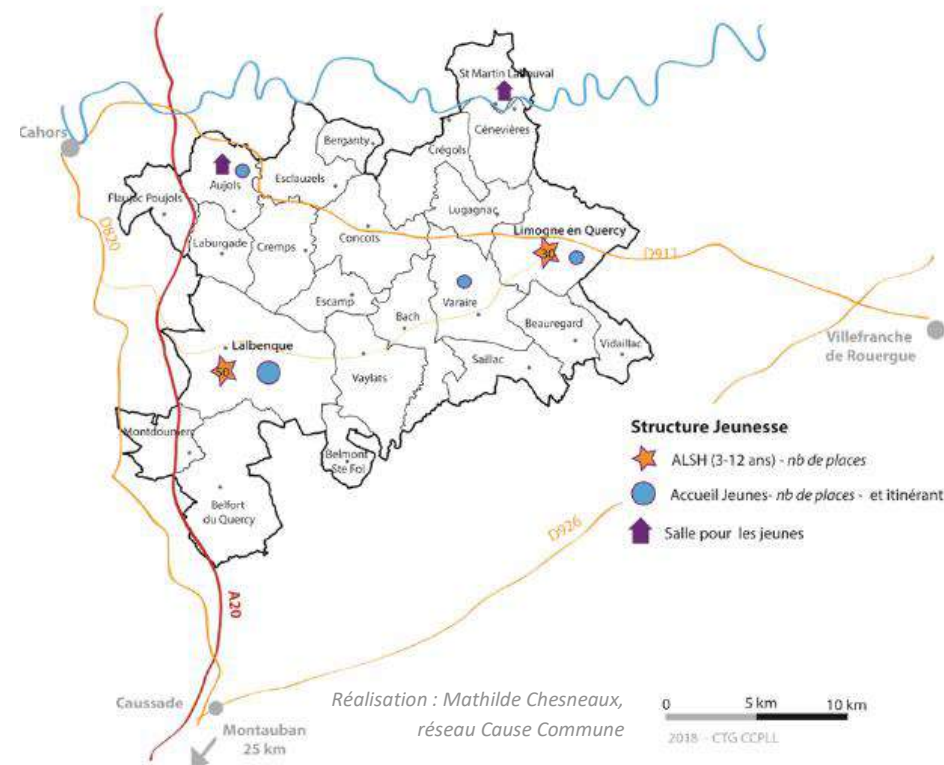 St Martin Labouval
Cahors
Cénevières
Berganty
Crégols
Aujols
Esclauzels
Flaujac Poujols
Lugagnac
D820
Limogne en Quercy
Laburgade
Cremps
Concots
30
D911
Escamp
Varaire
Bach
Beauregard
Villefranche
de Rouergue
Lalbenque
Saillac
Vidaillac
50
Vaylats
Structure Jeunesse
Montdoumerc
ALSH (3-12 ans) - nb de places
Belmont
Ste Foi
Accueil Jeunes- nb de places - et itinérant
Belfort
du Quercy
Salle pour les jeunes
D926
A20
Caussade
Réalisation : Mathilde Chesneaux,
réseau Cause Commune
0 5 km 10 km
Montauban
25 km
2018 - CTG CCPLL